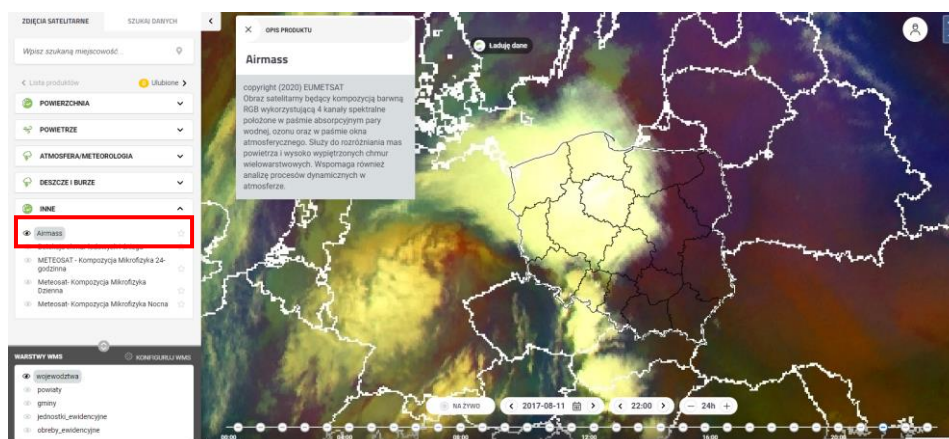 ZDJĘCIA SATELITARNE
SZUKAJ DANYCH
Wpisz szukaną miejscowość...
Lista produktów
Ulubione
POWIERZCHNIA
POWIETRZE
ATMOSFERA/METEOROLOGIA
DESZCZE I BURZE
INNE
Airmass
METEOSAT - Kompozycja Mikrofizyka 24-
godzinna
Meteosat- Kompozycja Mikrofizyka
Dzienna
Meteosat- Kompozycja Mikrofizyka Nocna
WARSTWY WMS
KONFIGURUJ WMS
województwa
powiaty
gminy
jednostki_ewidencyjne
obreby_ewidencyjne
OPIS PRODUKTU
Airmass
copyright (2020) EUMETSAT
Obraz satelitarny będący kompozycją barwną
RGB wykorzystującą 4 kanały spektralne
położone w paśmie absorpcyjnym pary
wodnej, ozonu oraz w paśmie okna
atmosferycznego. Służy do rozróżniania mas
powietrza i wysoko wypiętrzonych chmur
wielowarstwowych. Wspomaga również
analizę procesów dynamicznych w
atmosferze.
Ładuję dane
NA ŻYWO
2017-08-11
22:00
24h
00:00
04:00
08:00
12:00
16:00
20:00